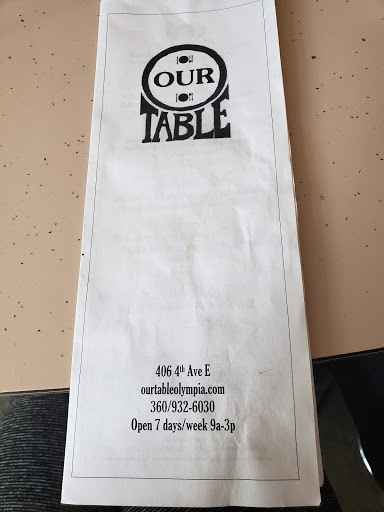 OUR
TABLE
406 4th Ave E
ourtableolympia.com
360/932-6030
Open 7 days/week 9a-3p